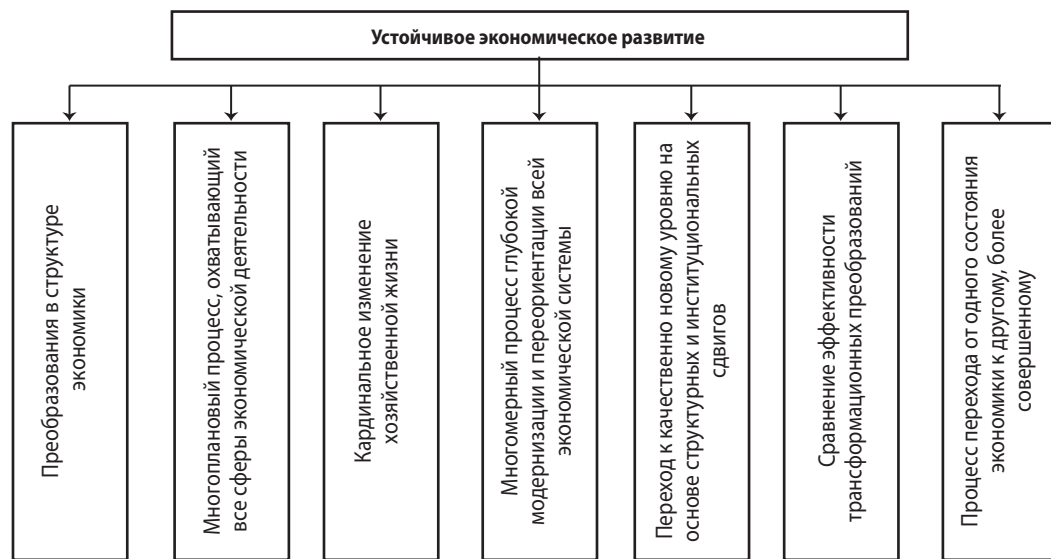 Устойчивое экономическое развитие
Преобразования в структуре
экономики
Многоплановый процесс, охватывающий
все сферы экономической деятельности
Кардинальное изменение
хозяйственной жизни
Многомерный процесс глубокой
модернизации и переориентации всей
экономической системы
Переход к качественно новому уровню на
основе структурных и институциональных
сдвигов
Сравнение эффективности
трансформационных преобразований
Процесс перехода от одного состояния
экономики к другому, более
совершенному